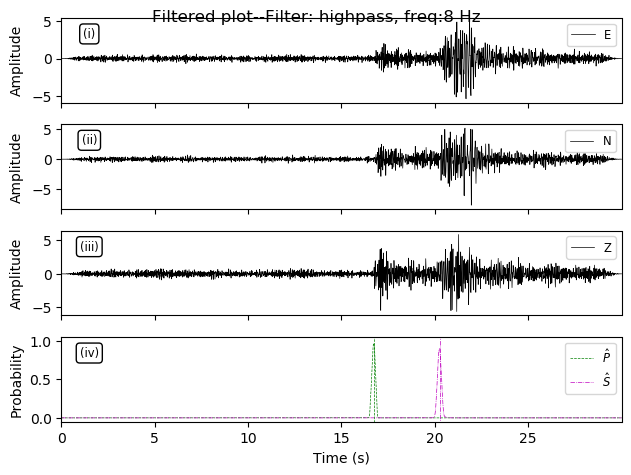 Filtered plot--Filter: highpass, freq:8 Hz
Amplitude
5
0
−5
(i)
E
Amplitude
5
0
−5
(ii)
N
Amplitude
5
0
−5
(iii)
Z
Probability
1.0
0.5
0.0
(iv)
P̂
Ŝ
0 5 10 15 20 25
Time (s)